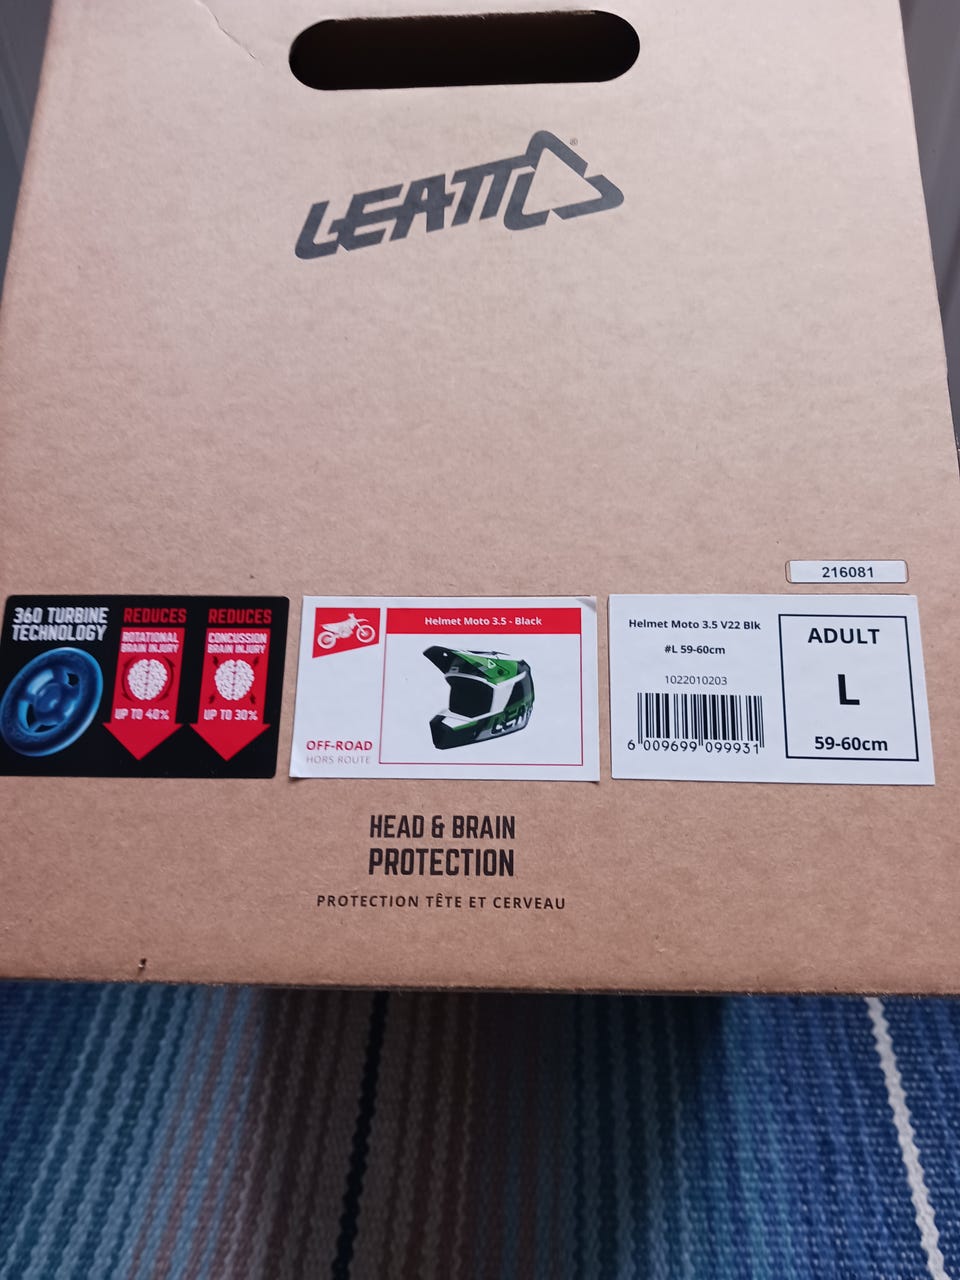 LEATT
®
216081
360 TURBINE
TECHNOLOGY
REDUCES
ROTATIONAL
BRAIN INJURY
UP TO 40%
REDUCES
CONCUSSION
BRAIN INJURY
UP TO 30%
Helmet Moto 3.5 - Black
LEATT
OFF-ROAD
HORS ROUTE
Helmet Moto 3.5 V22 Blk
#L 59-60cm
1022010203
6 009699 099931
ADULT
L
59-60cm
HEAD & BRAIN
PROTECTION
PROTECTION TÊTE ET CERVEAU